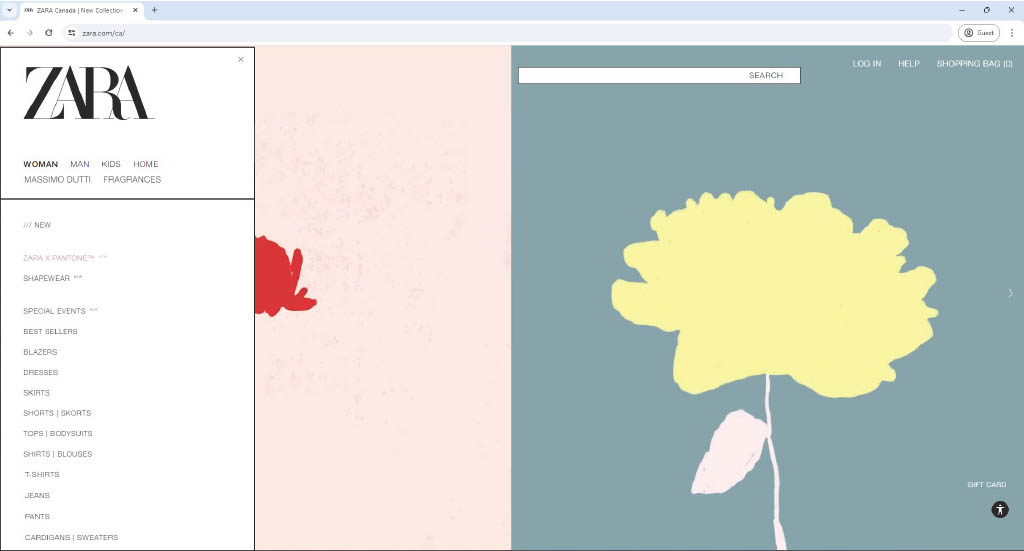 ZARA Canada | New Collection
zara.com/ca/
Guest
ZARA
WOMAN MAN KIDS HOME
MASSIMO DUTTI FRAGRANCES
/// NEW
ZARA X PANTONE™ NEW
SHAPEWEAR NEW
SPECIAL EVENTS NEW
BEST SELLERS
BLAZERS
DRESSES
SKIRTS
SHORTS | SKORTS
TOPS | BODYSUITS
SHIRTS | BLOUSES
T-SHIRTS
JEANS
PANTS
CARDIGANS | SWEATERS
SEARCH
LOG IN HELP SHOPPING BAG (0)
GIFT CARD